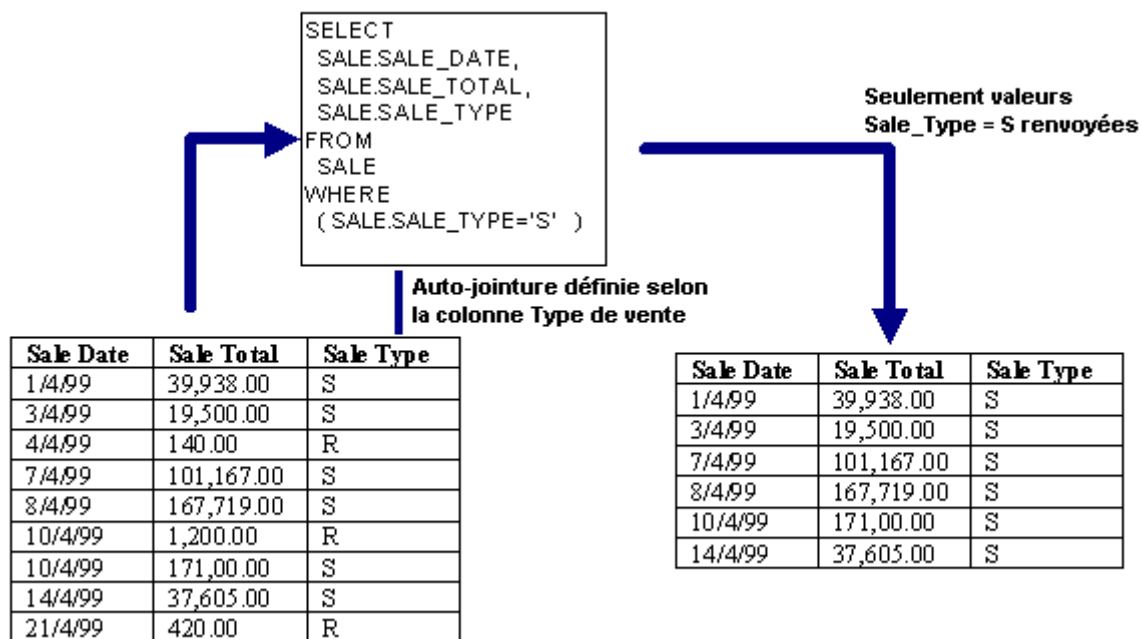 SELECT
SALE.SALE_DATE,
SALE.SALE_TOTAL,
SALE.SALE_TYPE
FROM
SALE
WHERE
( SALE.SALE_TYPE='S' )
Seulement valeurs
Sale_Type = S renvoyées
Auto-jointure définie selon
la colonne Type de vente
Sale Date Sale Total Sale Type
1/4/99 39,938.00 S
3/4/99 19,500.00 S
4/4/99 140.00 R
7/4/99 101,167.00 S
8/4/99 167,719.00 S
10/4/99 1,200.00 R
10/4/99 171,00.00 S
14/4/99 37,605.00 S
21/4/99 420.00 R
Sale Date Sale Total Sale Type
1/4/99 39,938.00 S
3/4/99 19,500.00 S
7/4/99 101,167.00 S
8/4/99 167,719.00 S
10/4/99 171,00.00 S
14/4/99 37,605.00 S